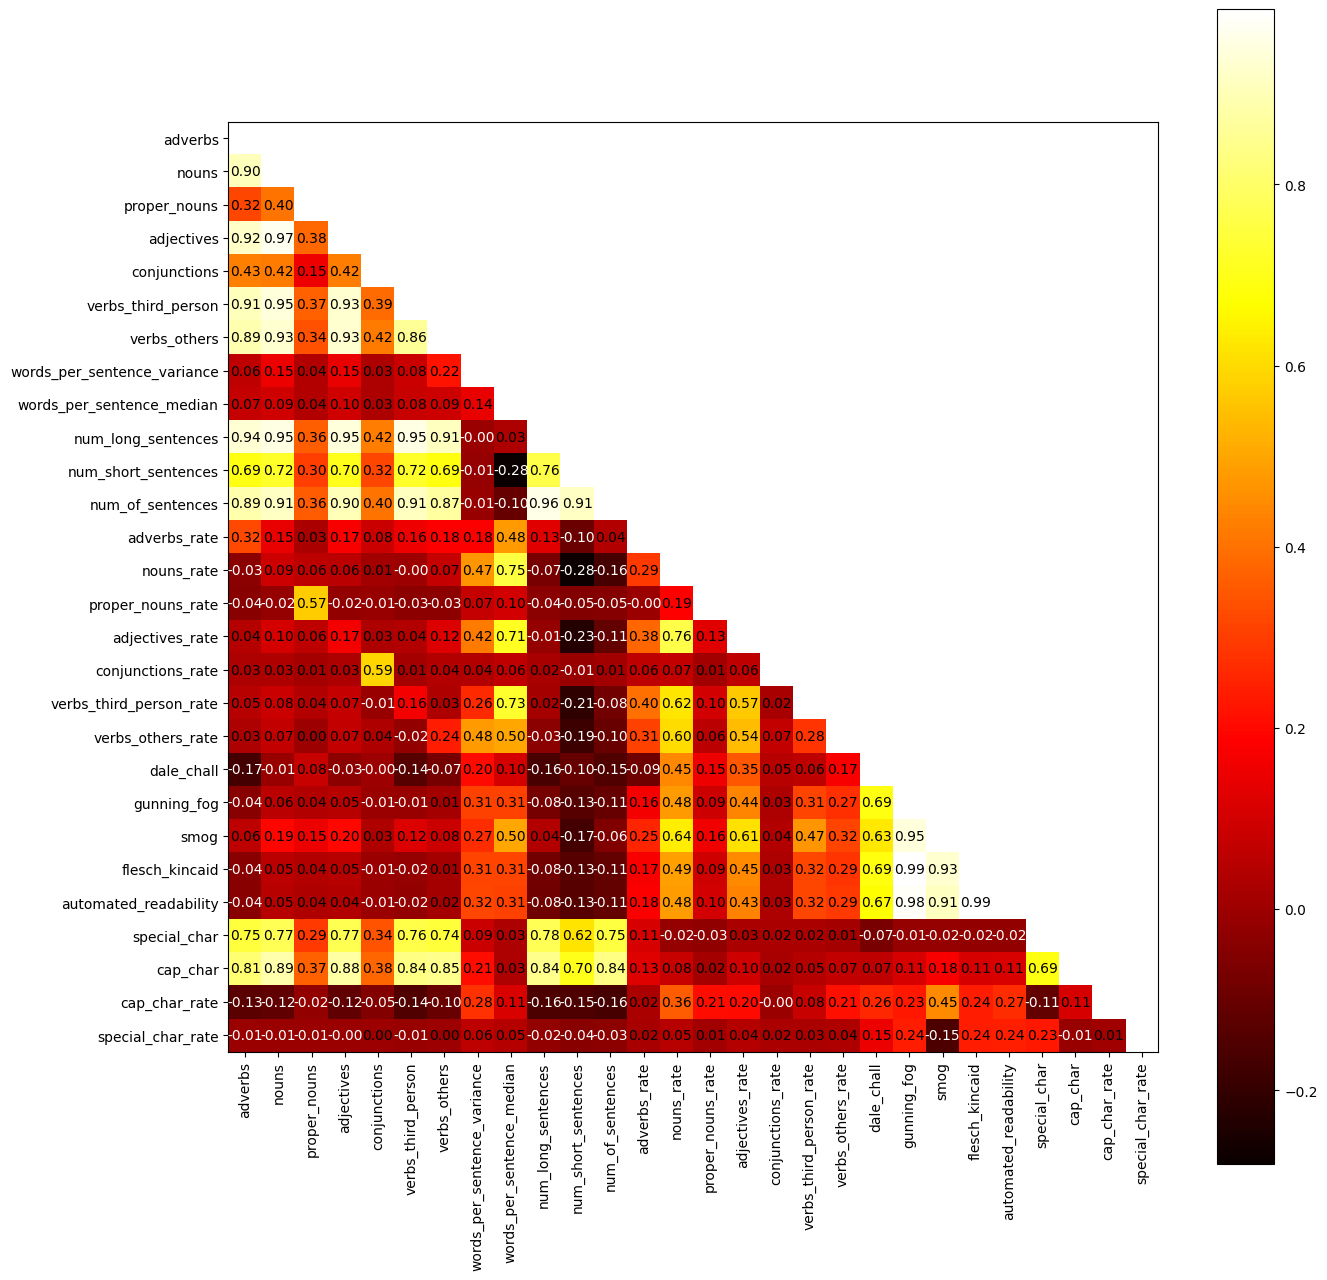 adverbs
nouns 0.90
proper_nouns 0.32 0.40
adjectives 0.92 0.97 0.38
conjunctions 0.43 0.42 0.15 0.42
verbs_third_person 0.91 0.95 0.37 0.93 0.39
verbs_others 0.89 0.93 0.34 0.93 0.42 0.86
words_per_sentence_variance 0.06 0.15 0.04 0.15 0.03 0.08 0.22
words_per_sentence_median 0.07 0.09 0.04 0.10 0.03 0.08 0.09 0.14
num_long_sentences 0.94 0.95 0.36 0.95 0.42 0.95 0.91 -0.00 0.03
num_short_sentences 0.69 0.72 0.30 0.70 0.32 0.72 0.69 -0.01 -0.28 0.76
num_of_sentences 0.89 0.91 0.36 0.90 0.40 0.91 0.87 -0.01 -0.10 0.96 0.91
adverbs_rate 0.32 0.15 0.03 0.17 0.08 0.16 0.18 0.18 0.48 0.13 -0.10 0.04
nouns_rate -0.03 0.09 0.06 0.06 0.01 -0.00 0.07 0.47 0.75 -0.07 -0.28 -0.16 0.29
proper_nouns_rate -0.04 -0.02 0.57 -0.02 -0.01 -0.03 -0.03 0.07 0.10 -0.04 -0.05 -0.05 -0.00 0.19
adjectives_rate 0.04 0.10 0.06 0.17 0.03 0.04 0.12 0.42 0.71 -0.01 -0.23 -0.11 0.38 0.76 0.13
conjunctions_rate 0.03 0.03 0.01 0.03 0.59 0.01 0.04 0.04 0.06 0.02 -0.01 0.01 0.06 0.07 0.01 0.06
verbs_third_person_rate 0.05 0.08 0.04 0.07 -0.01 0.16 0.03 0.26 0.73 0.02 -0.21 -0.08 0.40 0.62 0.10 0.57 0.02
verbs_others_rate 0.03 0.07 0.00 0.07 0.04 -0.02 0.24 0.48 0.50 -0.03 -0.19 -0.10 0.31 0.60 0.06 0.54 0.07 0.28
dale_chall -0.17 -0.01 0.08 -0.03 -0.00 -0.14 -0.07 0.20 0.10 -0.16 -0.10 -0.15 -0.09 0.45 0.15 0.35 0.05 0.06 0.17
gunning_fog -0.04 0.06 0.04 0.05 -0.01 -0.01 0.01 0.31 0.31 -0.08 -0.13 -0.11 0.16 0.48 0.09 0.44 0.03 0.31 0.27 0.69
smog 0.06 0.19 0.15 0.20 0.03 0.12 0.08 0.27 0.50 0.04 -0.17 -0.06 0.25 0.64 0.16 0.61 0.04 0.47 0.32 0.63 0.95
flesch_kincaid -0.04 0.05 0.04 0.05 -0.01 -0.02 0.01 0.31 0.31 -0.08 -0.13 -0.11 0.17 0.49 0.09 0.45 0.03 0.32 0.29 0.69 0.99 0.93
automated_readability -0.04 0.05 0.04 0.04 -0.01 -0.02 0.02 0.32 0.31 -0.08 -0.13 -0.11 0.18 0.48 0.10 0.43 0.03 0.32 0.29 0.67 0.98 0.91 0.99
special_char 0.75 0.77 0.29 0.77 0.34 0.76 0.74 0.09 0.03 0.78 0.62 0.75 0.11 -0.02 -0.03 0.03 0.02 0.02 0.01 -0.07 -0.01 -0.02 -0.02 -0.02
cap_char 0.81 0.89 0.37 0.88 0.38 0.84 0.85 0.21 0.03 0.84 0.70 0.84 0.13 0.08 0.02 0.10 0.02 0.05 0.07 0.07 0.11 0.18 0.11 0.11 0.69
cap_char_rate -0.13 -0.12 -0.02 -0.12 -0.05 -0.14 -0.10 0.28 0.11 -0.16 -0.15 -0.16 0.02 0.36 0.21 0.20 -0.00 0.08 0.21 0.26 0.23 0.45 0.24 0.27 -0.11 0.11
special_char_rate -0.01 -0.01 -0.01 -0.00 0.00 -0.01 0.00 0.06 0.05 -0.02 -0.04 -0.03 0.02 0.05 0.01 0.04 0.02 0.03 0.04 0.15 0.24 -0.15 0.24 0.24 0.23 -0.01 0.01
adverbs
nouns
proper_nouns
adjectives
conjunctions
verbs_third_person
verbs_others
words_per_sentence_variance
words_per_sentence_median
num_long_sentences
num_short_sentences
num_of_sentences
adverbs_rate
nouns_rate
proper_nouns_rate
adjectives_rate
conjunctions_rate
verbs_third_person_rate
verbs_others_rate
dale_chall
gunning_fog
smog
flesch_kincaid
automated_readability
special_char
cap_char
cap_char_rate
special_char_rate
0.8
0.6
0.4
0.2
0.0
−0.2